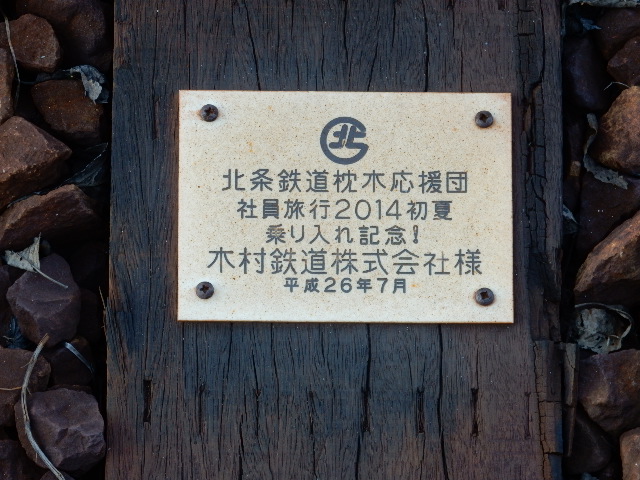 北
北条鉄道枕木応援団
社員旅行2014初夏
乗り入れ記念!
木村鉄道株式会社様
平成26年7月